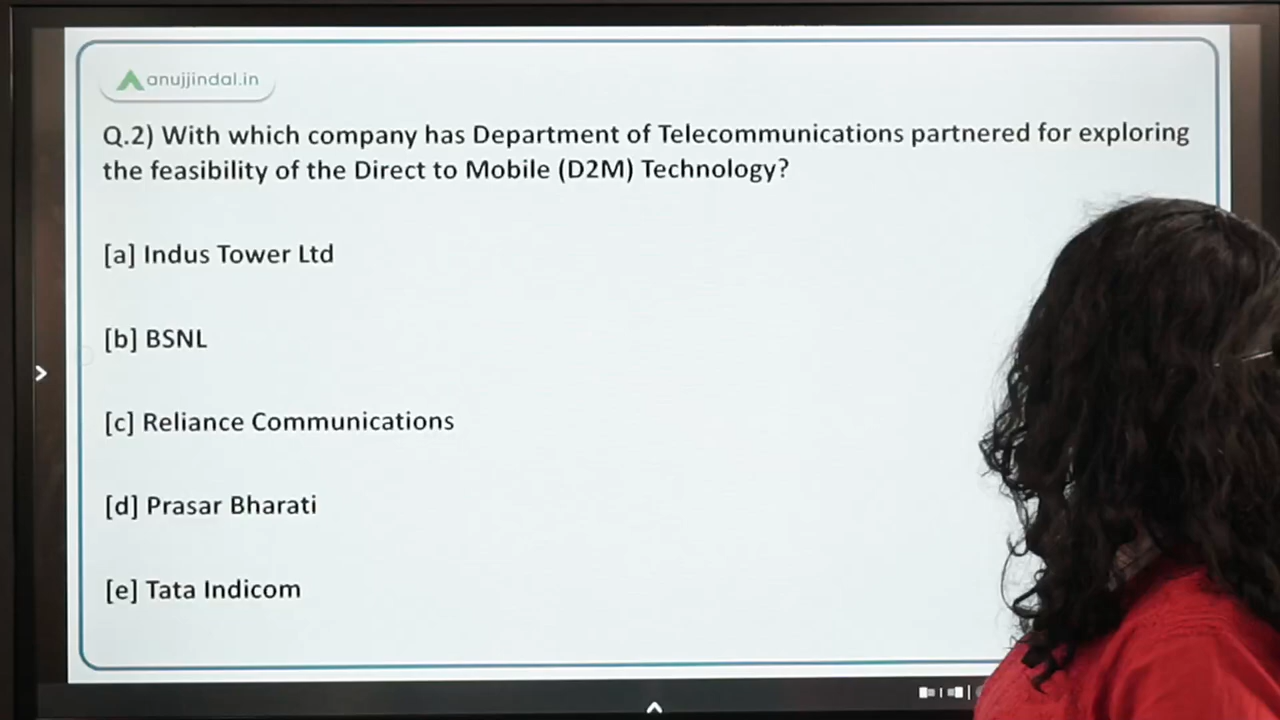 anujjindal.in
Q.2) With which company has Department of Telecommunications partnered for exploring
the feasibility of the Direct to Mobile (D2M) Technology?
[a] Indus Tower Ltd
[b] BSNL
[c] Reliance Communications
[d] Prasar Bharati
[e] Tata Indicom